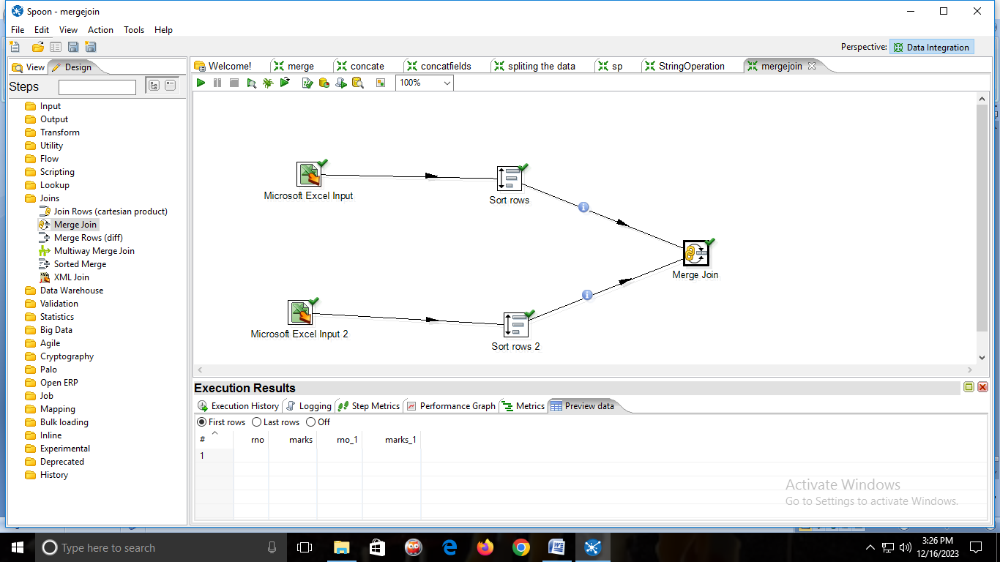 Spoon - mergejoin
File Edit View Action Tools Help
Perspective: Data Integration
View Design
Welcome! merge concate concatfields spliting the data sp StringOperation mergejoin
Steps
100%
Input
Output
Transform
Utility
Flow
Scripting
Lookup
Joins
Join Rows (cartesian product)
Merge Join
Merge Rows (diff)
Multiway Merge Join
Sorted Merge
XML Join
Data Warehouse
Validation
Statistics
Big Data
Agile
Cryptography
Palo
Open ERP
Job
Mapping
Bulk loading
Inline
Experimental
Deprecated
History
Microsoft Excel Input
Sort rows
Merge Join
Microsoft Excel Input 2
Sort rows 2
Execution Results
Execution History Logging Step Metrics Performance Graph Metrics Preview data
First rows Last rows Off
# rno marks rno_1 marks_1
1
Activate Windows
Go to Settings to activate Windows.
Type here to search
3:26 PM
12/16/2023